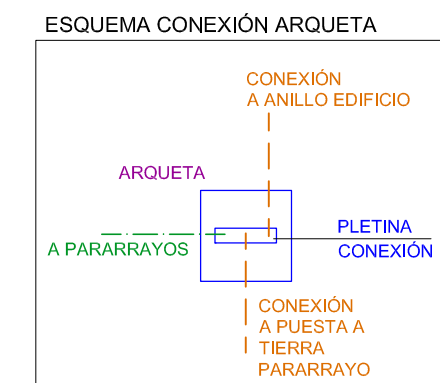 ESQUEMA CONEXIÓN ARQUETA
CONEXIÓN
A ANILLO EDIFICIO
ARQUETA
A PARARRAYOS
PLETINA
CONEXIÓN
CONEXIÓN
A PUESTA A
TIERRA
PARARRAYO